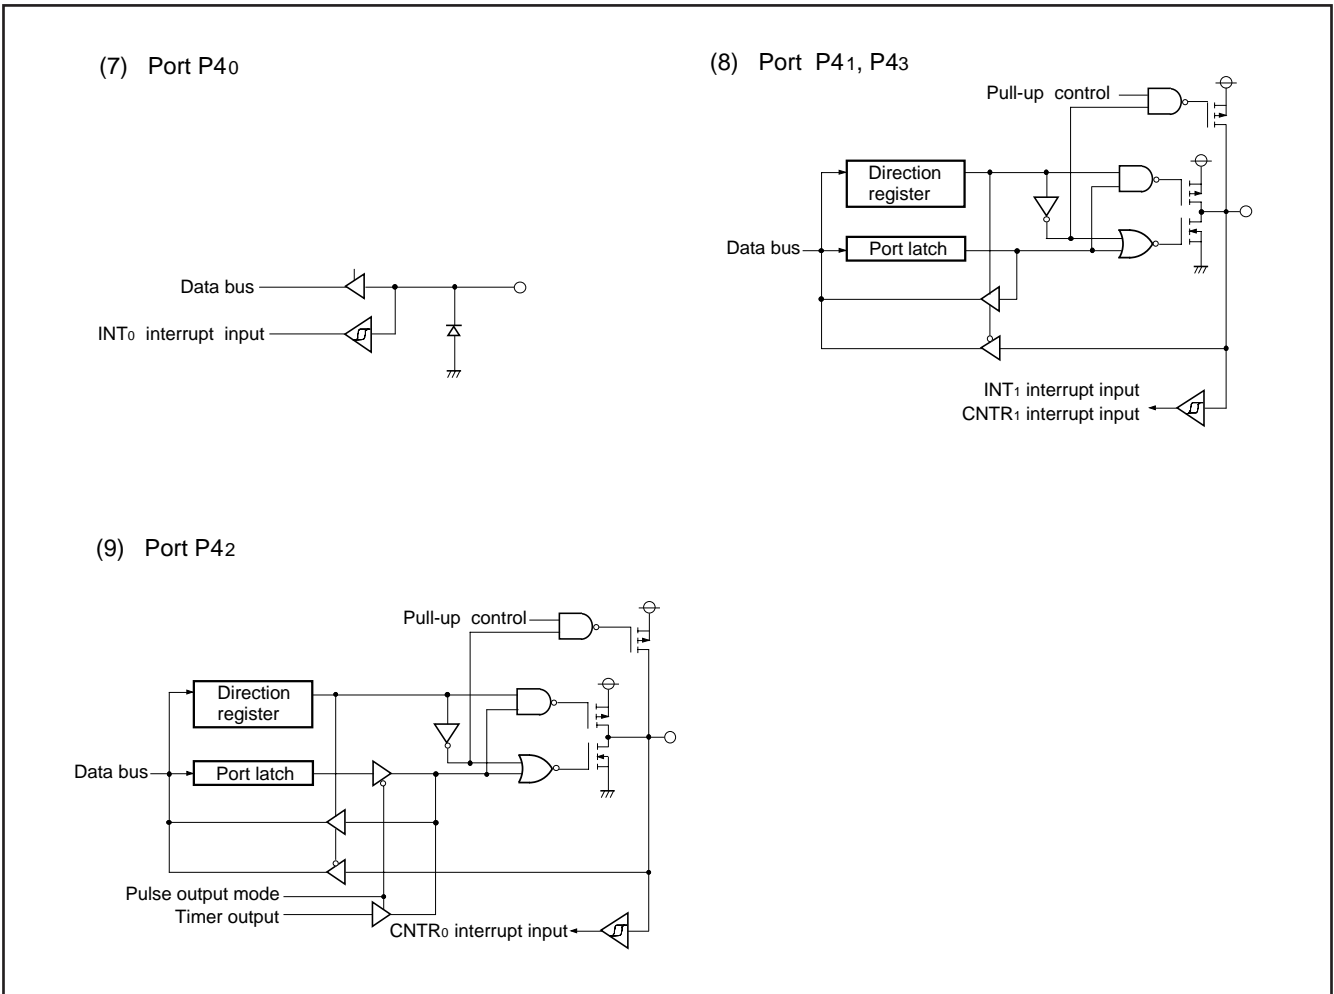 (7) Port P40
Data bus
INT0 interrupt input
(8) Port P41, P43
Pull-up control
Direction
register
Data bus
Port latch
INT1 interrupt input
CNTR1 interrupt input
(9) Port P42
Pull-up control
Direction
register
Data bus
Port latch
Pulse output mode
Timer output
CNTR0 interrupt input